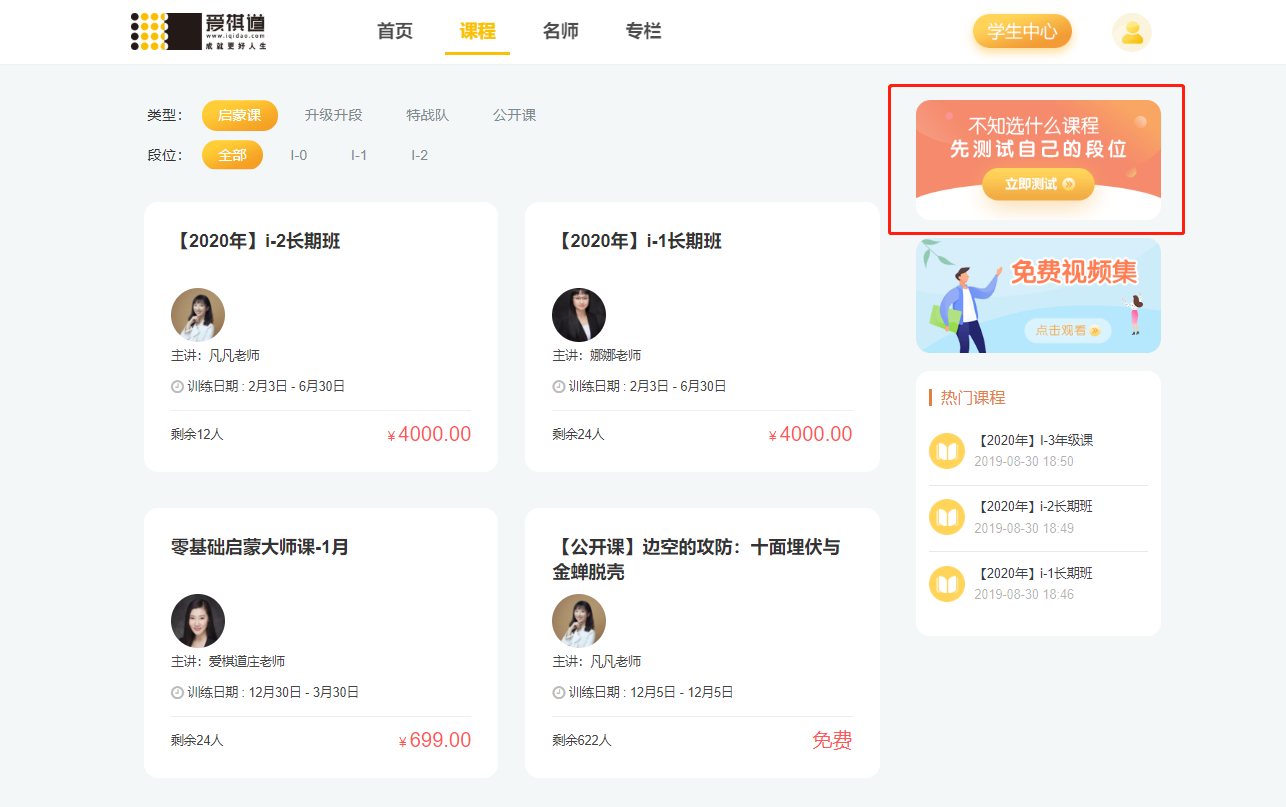 爱祺道
www.iqidao.com
成就更好人生
首页
课程
名师
专栏
学生中心
类型：
启蒙课
升级升段
特战队
公开课
段位：
全部
I-0
I-1
I-2
【2020年】i-2长期班
主讲：凡凡老师
训练日期 : 2月3日 - 6月30日
剩余12人
¥4000.00
【2020年】i-1长期班
主讲：娜娜老师
训练日期 : 2月3日 - 6月30日
剩余24人
¥4000.00
零基础启蒙大师课-1月
主讲：爱棋道庄老师
训练日期 : 12月30日 - 3月30日
剩余24人
¥699.00
【公开课】边空的攻防：十面埋伏与
金蝉脱壳
主讲：凡凡老师
训练日期 : 12月5日 - 12月5日
剩余622人
免费
不知选什么课程
先测试自己的段位
立即测试
免费视频集
点击观看
热门课程
【2020年】I-3年级课
2019-08-30 18:50
【2020年】i-2长期班
2019-08-30 18:49
【2020年】i-1长期班
2019-08-30 18:46